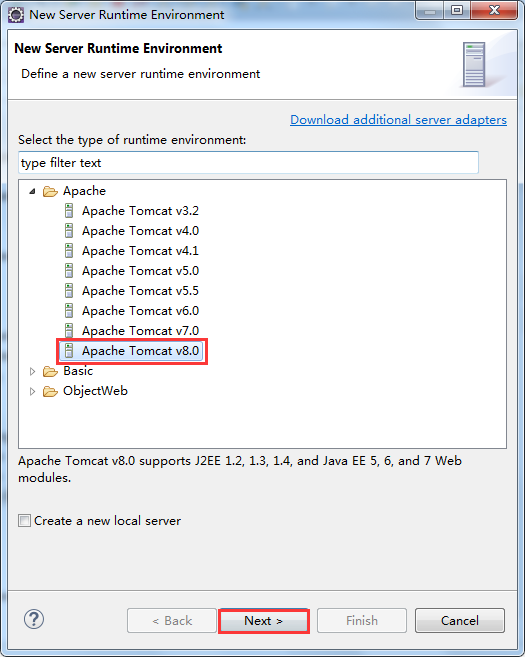 New Server Runtime Environment
New Server Runtime Environment
Define a new server runtime environment
Download additional server adapters
Select the type of runtime environment:
type filter text
Apache
Apache Tomcat v3.2
Apache Tomcat v4.0
Apache Tomcat v4.1
Apache Tomcat v5.0
Apache Tomcat v5.5
Apache Tomcat v6.0
Apache Tomcat v7.0
Apache Tomcat v8.0
Basic
ObjectWeb
Apache Tomcat v8.0 supports J2EE 1.2, 1.3, 1.4, and Java EE 5, 6, and 7 Web
modules.
Create a new local server
? < Back Next > Finish Cancel